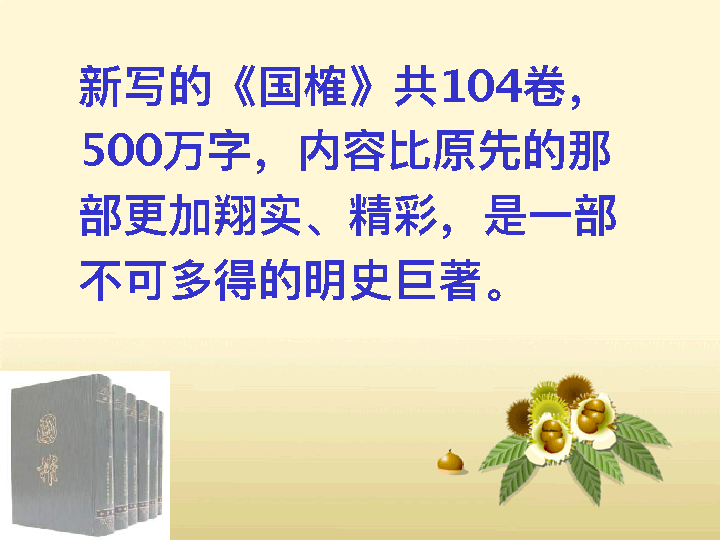 新写的《国榷》共104卷，
500万字，内容比原先的那
部更加翔实、精彩，是一部
不可多得的明史巨著。
国榷